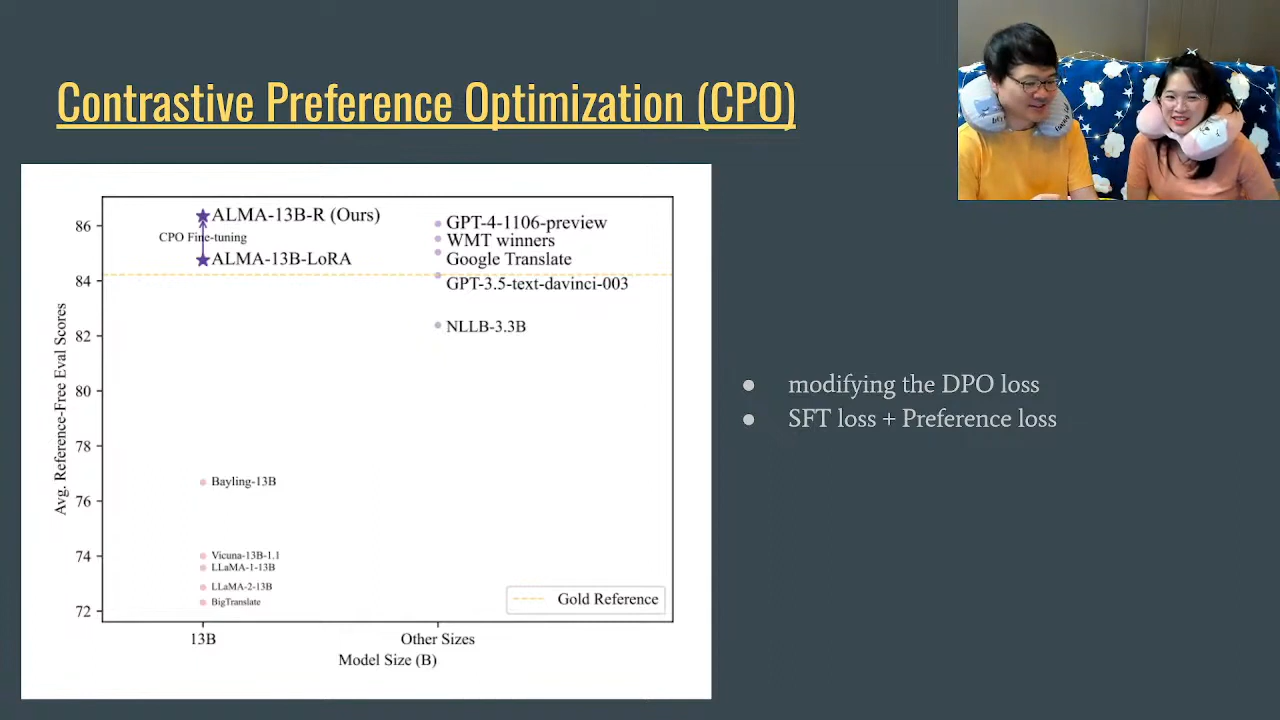 Contrastive Preference Optimization (CPO)
86
84
82
80
78
76
74
72
Avg. Reference-Free Eval Scores
ALMA-13B-R (Ours)
CPO Fine-tuning
ALMA-13B-LoRA
GPT-4-1106-preview
WMT winners
Google Translate
GPT-3.5-text-davinci-003
NLLB-3.3B
Bayling-13B
Vicuna-13B-1.1
LLaMA-1-13B
LLaMA-2-13B
BigTranslate
Gold Reference
13B
Other Sizes
Model Size (B)
● modifying the DPO loss
● SFT loss + Preference loss